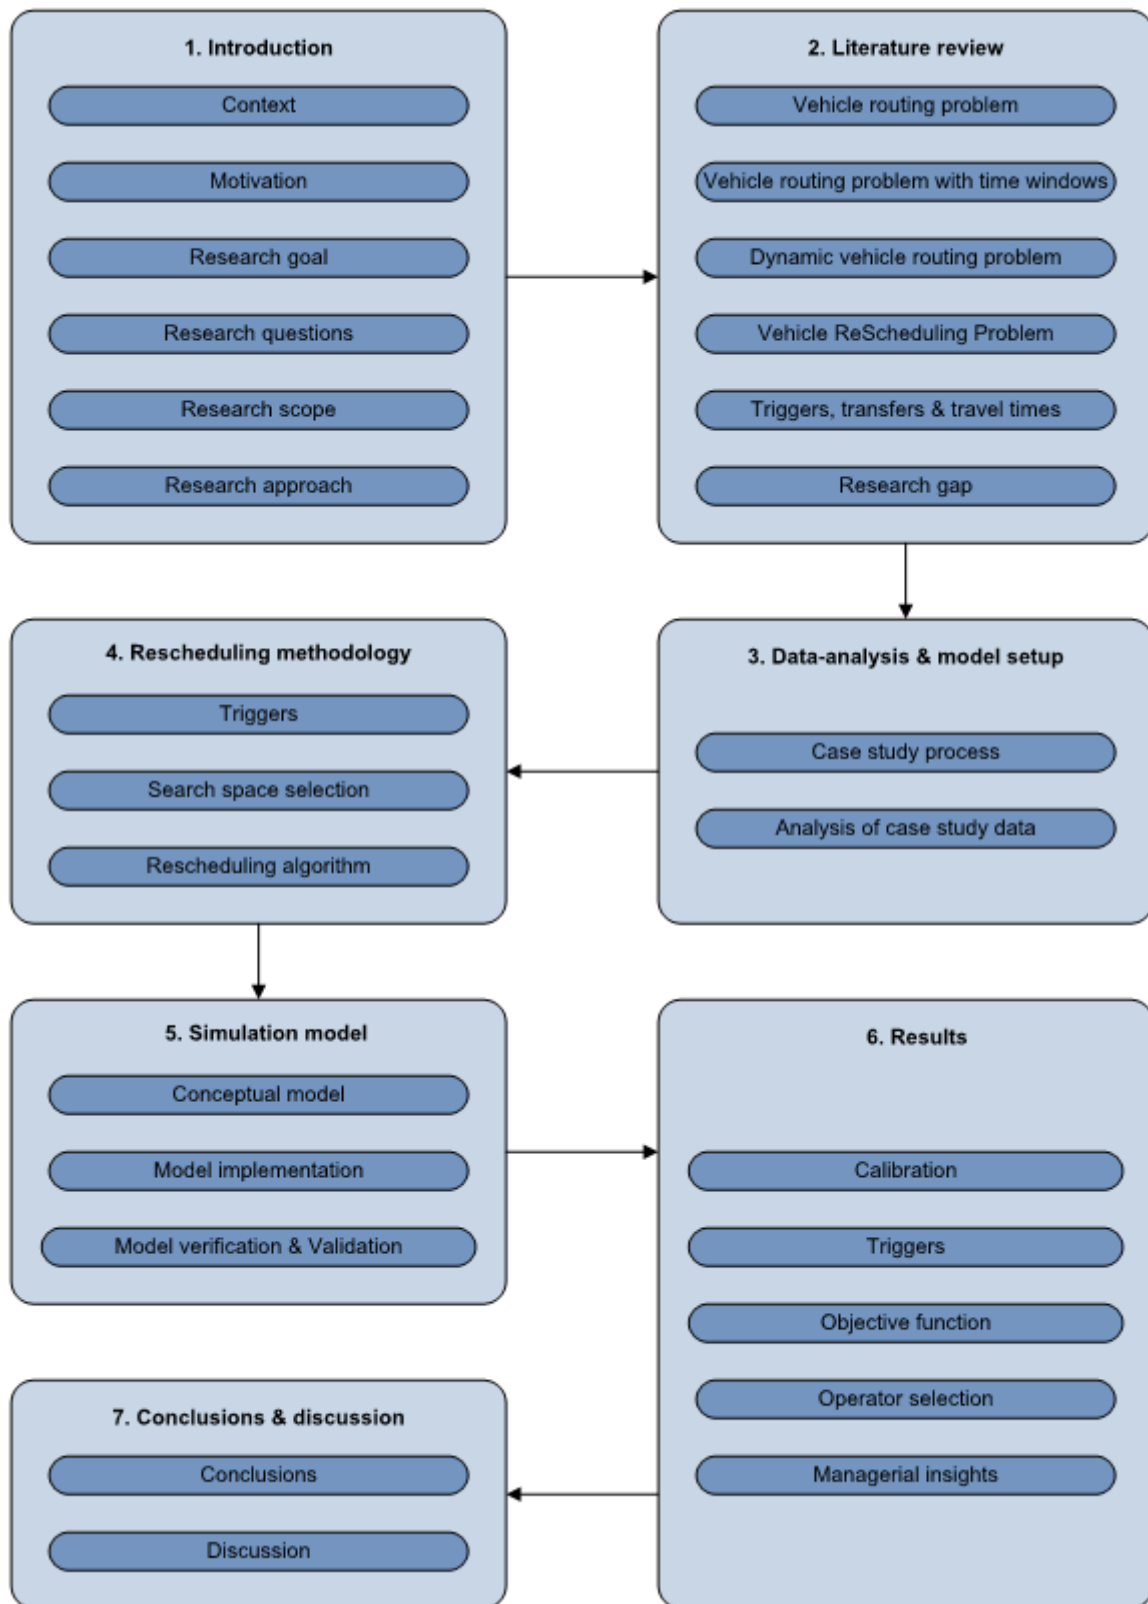 1. Introduction
Context
Motivation
Research goal
Research questions
Research scope
Research approach
2. Literature review
Vehicle routing problem
Vehicle routing problem with time windows
Dynamic vehicle routing problem
Vehicle ReScheduling Problem
Triggers, transfers & travel times
Research gap
3. Data-analysis & model setup
Case study process
Analysis of case study data
4. Rescheduling methodology
Triggers
Search space selection
Rescheduling algorithm
5. Simulation model
Conceptual model
Model implementation
Model verification & Validation
6. Results
Calibration
Triggers
Objective function
Operator selection
Managerial insights
7. Conclusions & discussion
Conclusions
Discussion